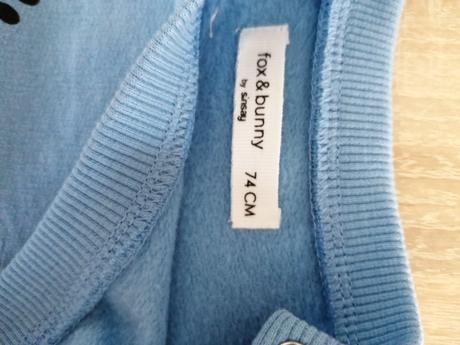 fox & bunny
by sinsay
74 CM